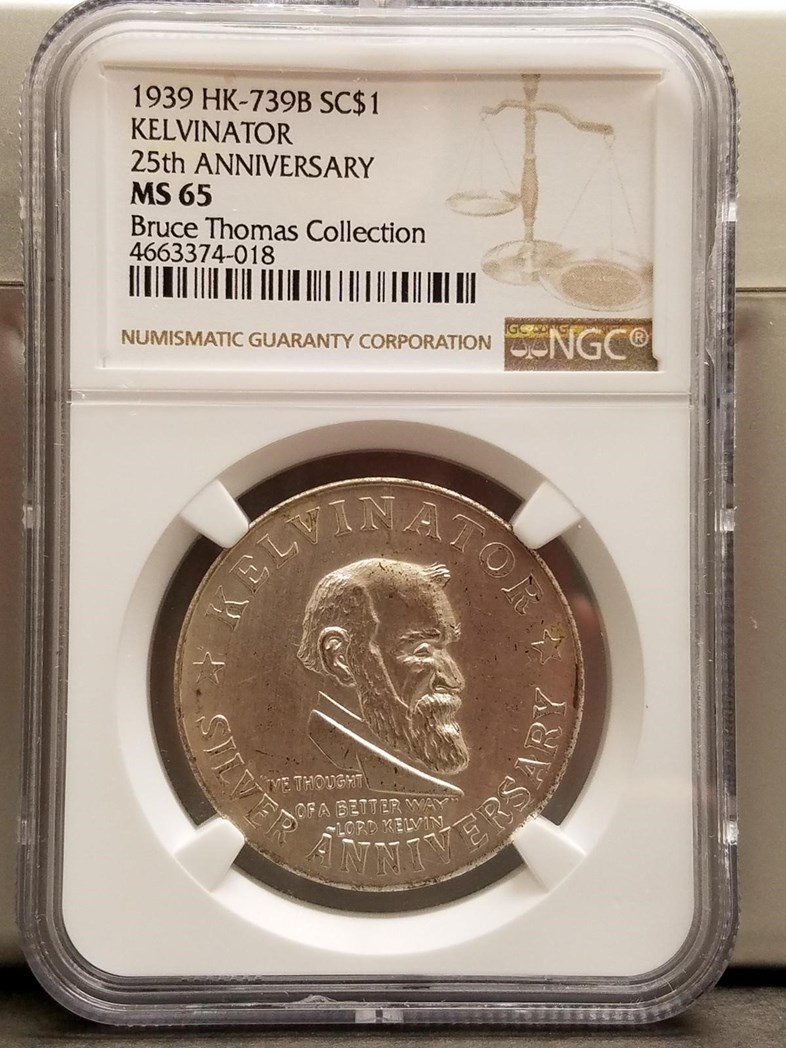 1939 HK-739B SC$1
KELVINATOR
25th ANNIVERSARY
MS 65
Bruce Thomas Collection
4663374-018
NUMISMATIC GUARANTY CORPORATION
NGC®
KELVINATOR
"I'VE THOUGHT
OF A BETTER WAY"
-LORD KELVIN
SILVER ANNIVERSARY